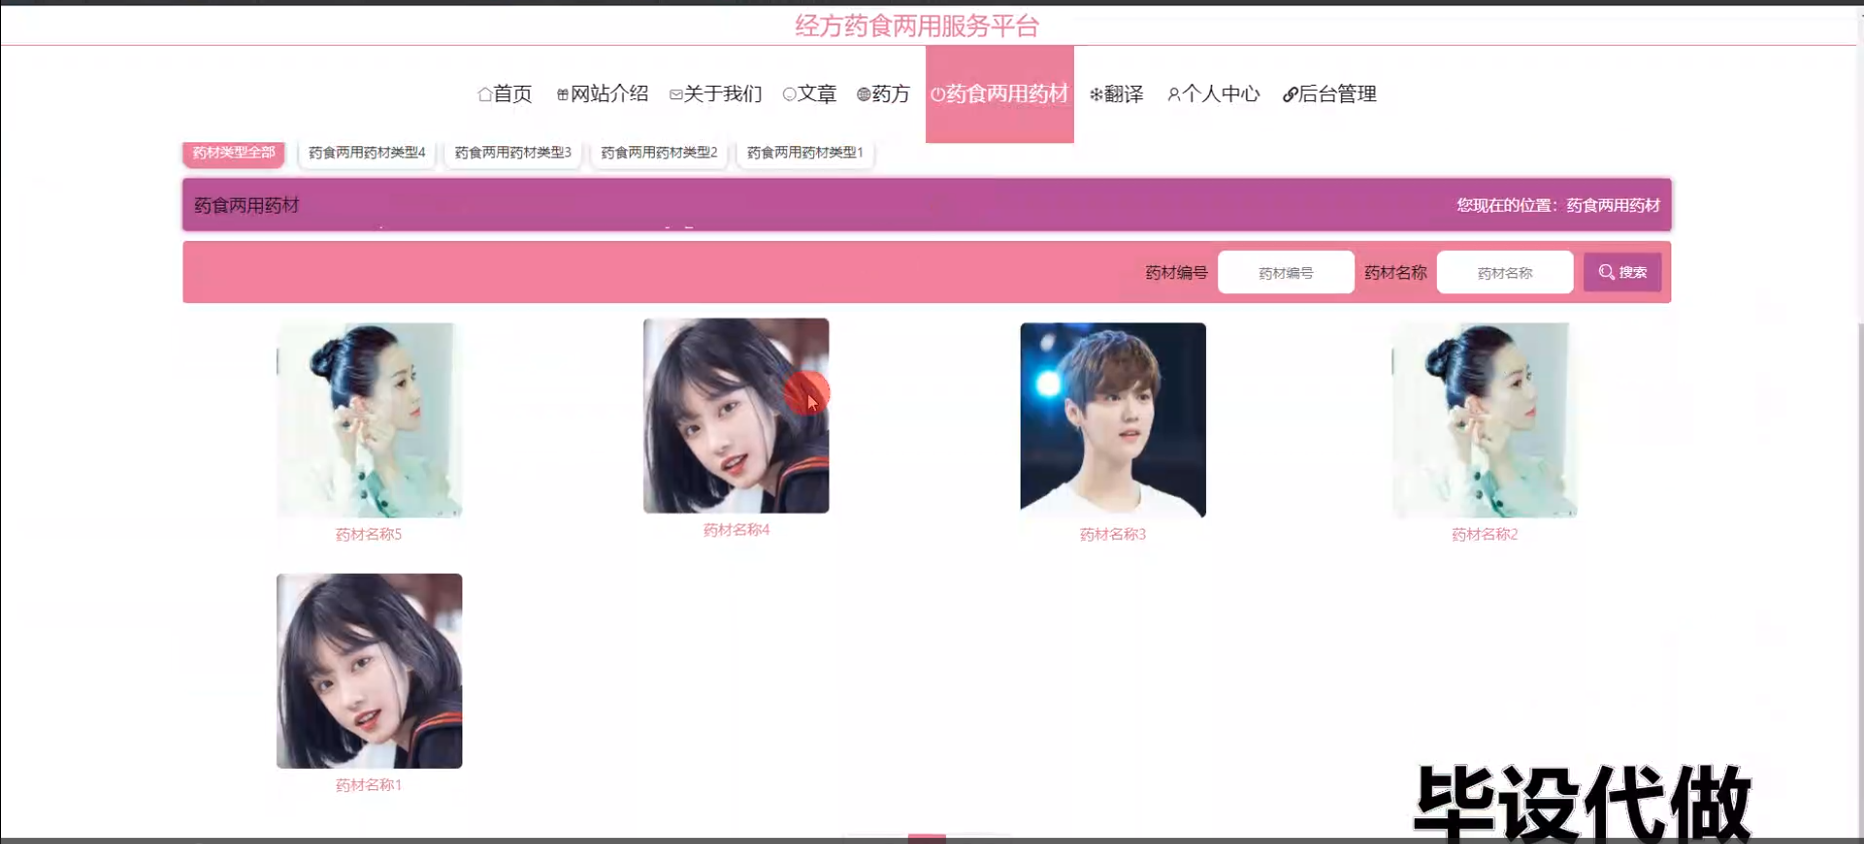 经方药食两用服务平台
首页 网站介绍 关于我们 文章 药方 药食两用药材 翻译 个人中心 后台管理
药材类型全部 药食两用药材类型4 药食两用药材类型3 药食两用药材类型2 药食两用药材类型1
药食两用药材 您现在的位置：药食两用药材
药材编号 药材编号 药材名称 药材名称 搜索
药材名称5 药材名称4 药材名称3 药材名称2
药材名称1
毕设代做